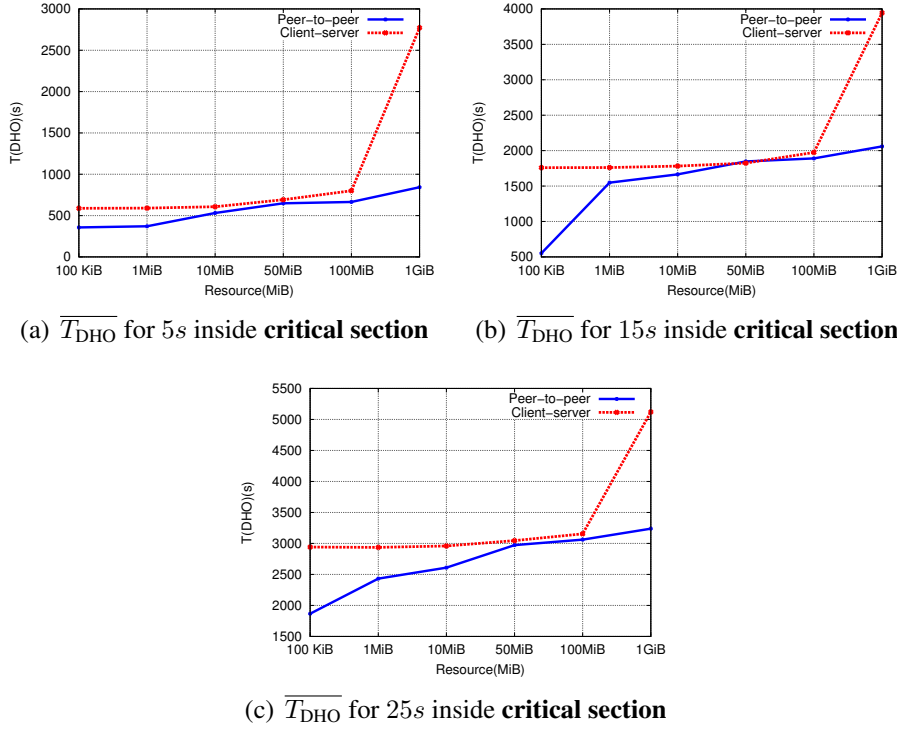 3000
2500
2000
1500
1000
500
0
T(DHO)(s)
Peer-to-peer
Client-server
100 KiB 1MiB 10MiB 50MiB 100MiB 1GiB
Resource(MiB)
(a) T_DHO for 5s inside critical section
4000
3500
3000
2500
2000
1500
1000
500
T(DHO)(s)
Peer-to-peer
Client-server
100 KiB 1MiB 10MiB 50MiB 100MiB 1GiB
Resource(MiB)
(b) T_DHO for 15s inside critical section
5500
5000
4500
4000
3500
3000
2500
2000
1500
T(DHO)(s)
Peer-to-peer
Client-server
100 KiB 1MiB 10MiB 50MiB 100MiB 1GiB
Resource(MiB)
(c) T_DHO for 25s inside critical section